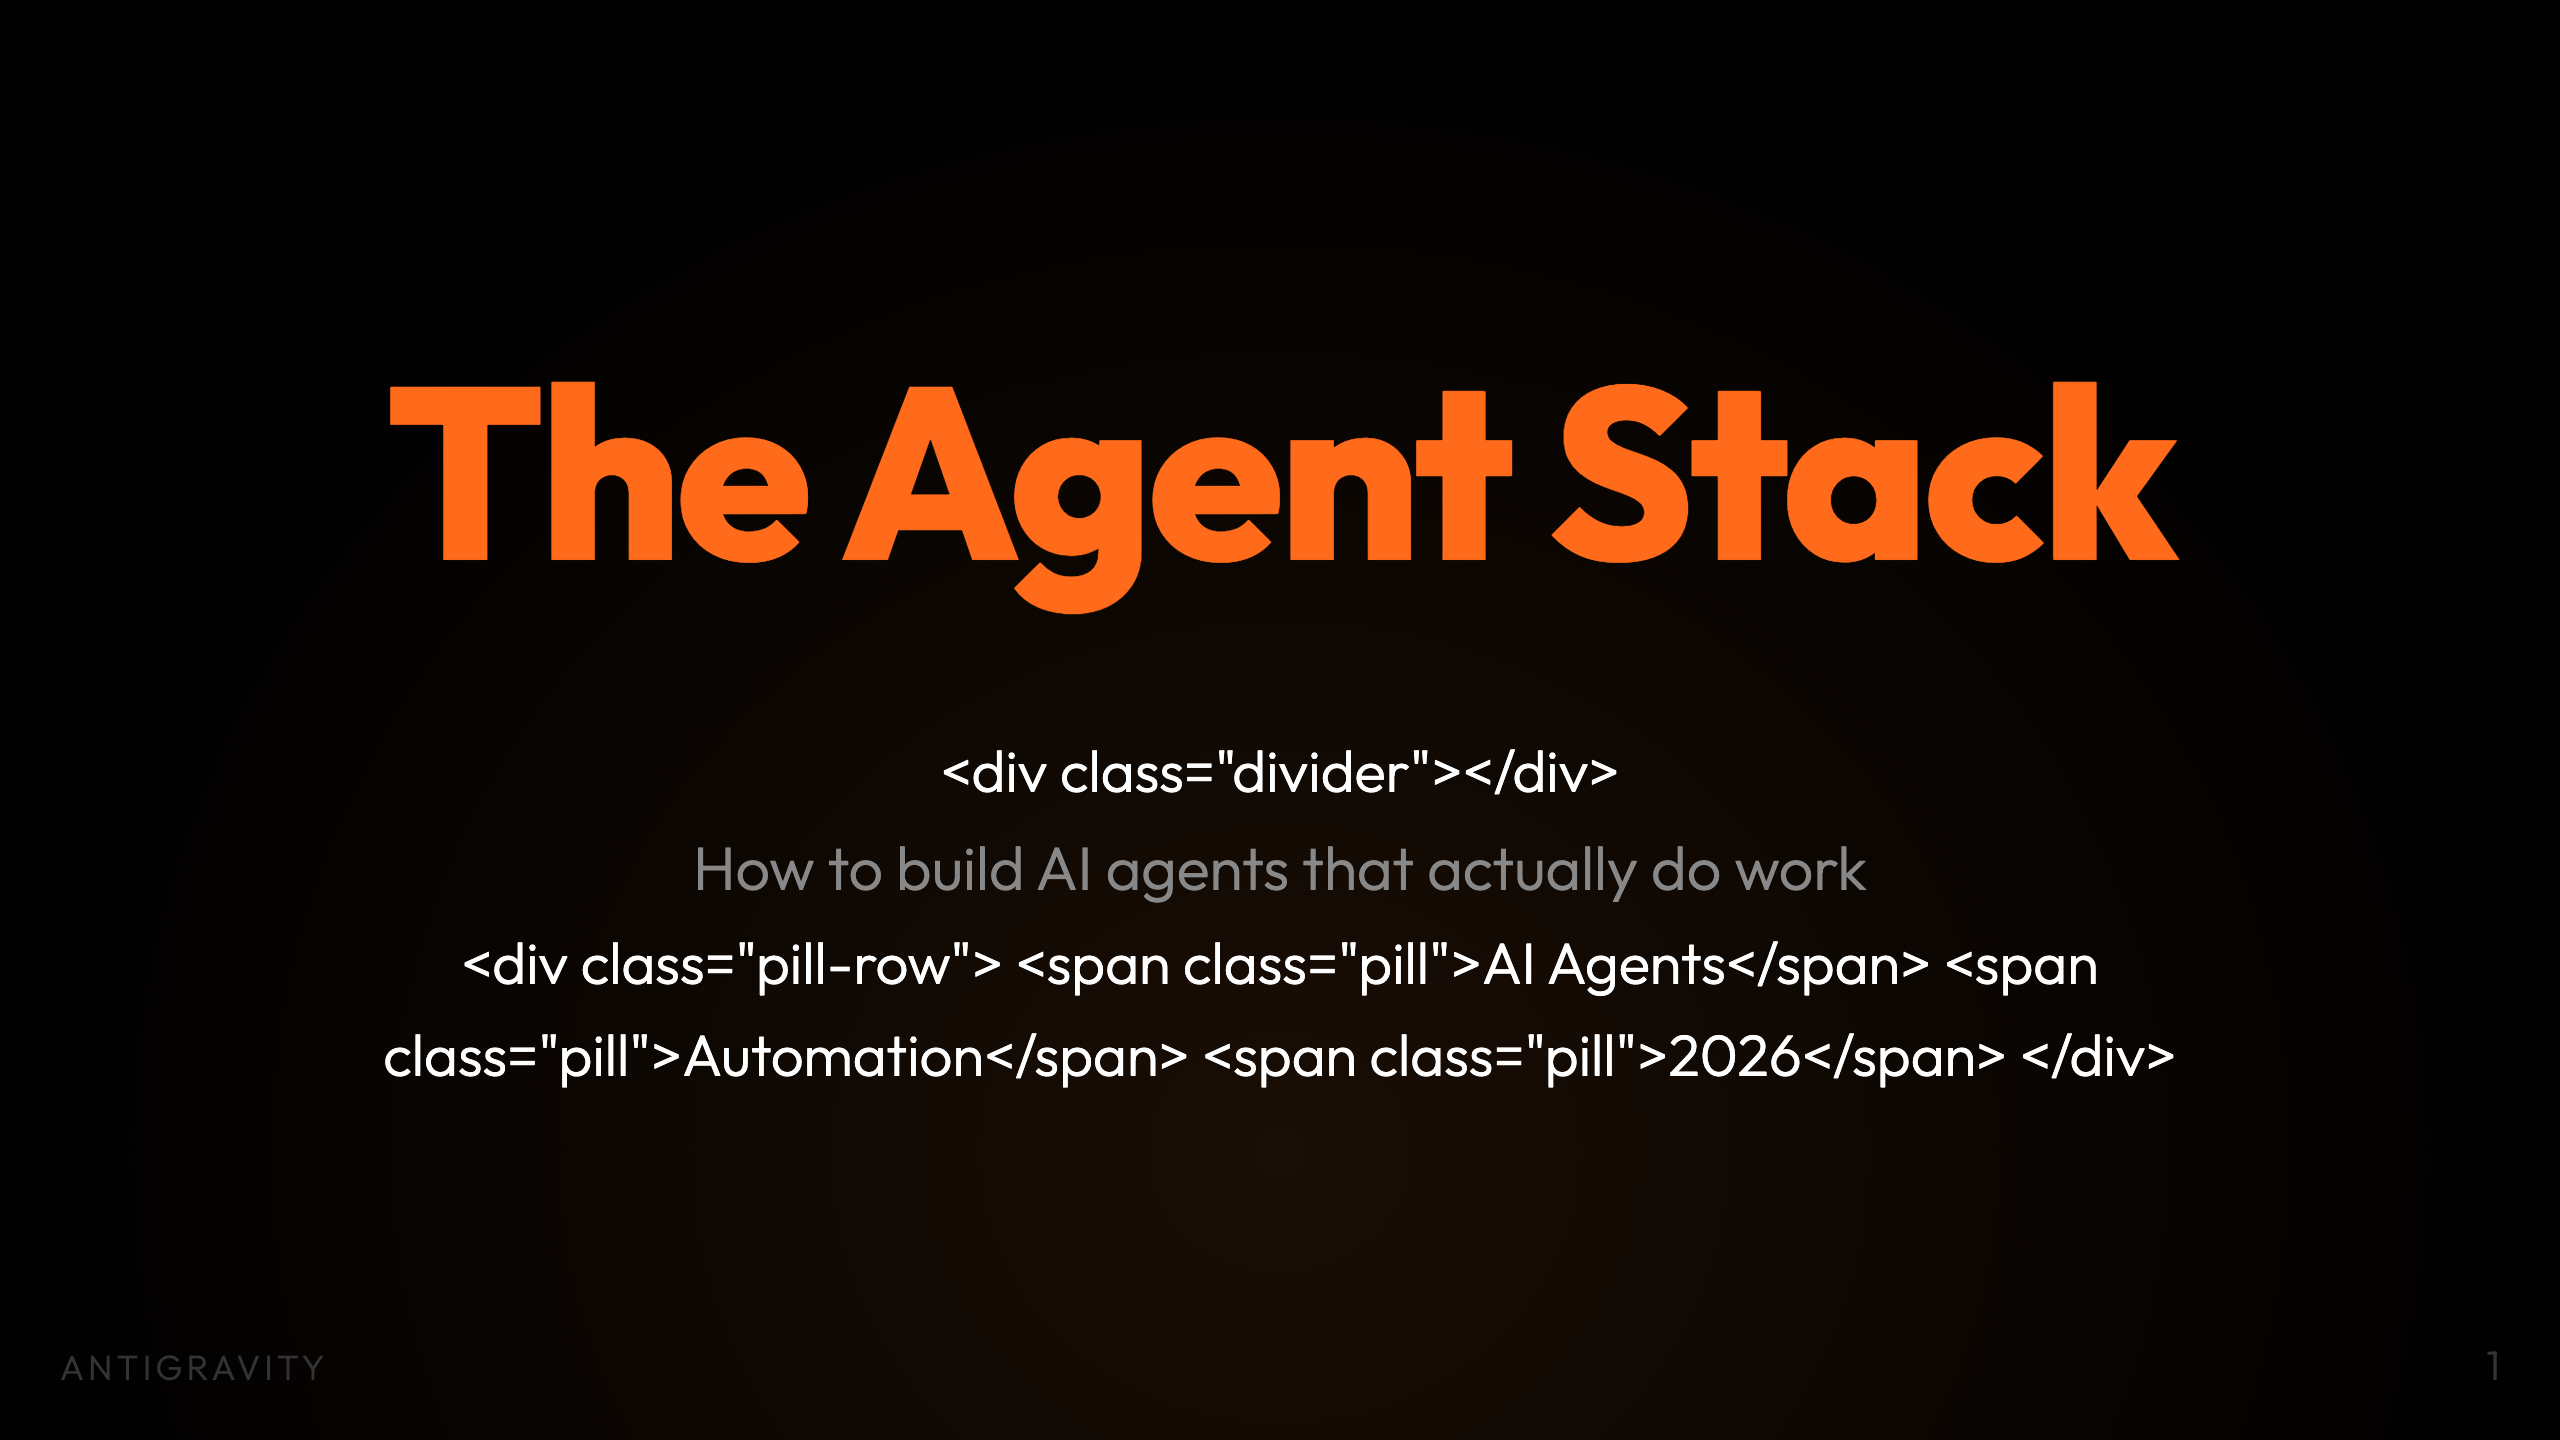 The Agent Stack
<div class="divider"></div>
How to build AI agents that actually do work
<div class="pill-row"> <span class="pill">AI Agents</span> <span
class="pill">Automation</span> <span class="pill">2026</span> </div>
ANTIGRAVITY
1